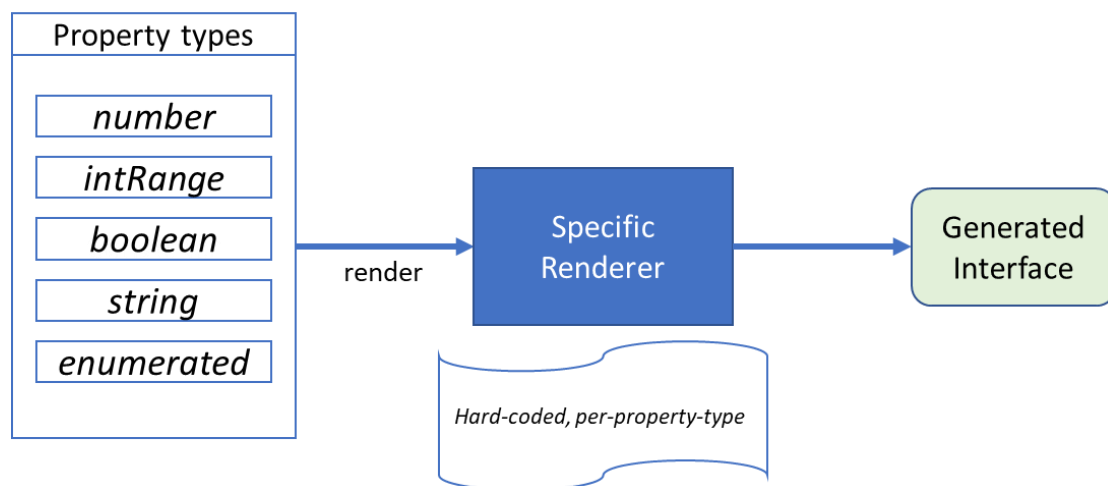 Property types
number
intRange
boolean
string
enumerated
render
Specific
Renderer
Generated
Interface
Hard-coded, per-property-type